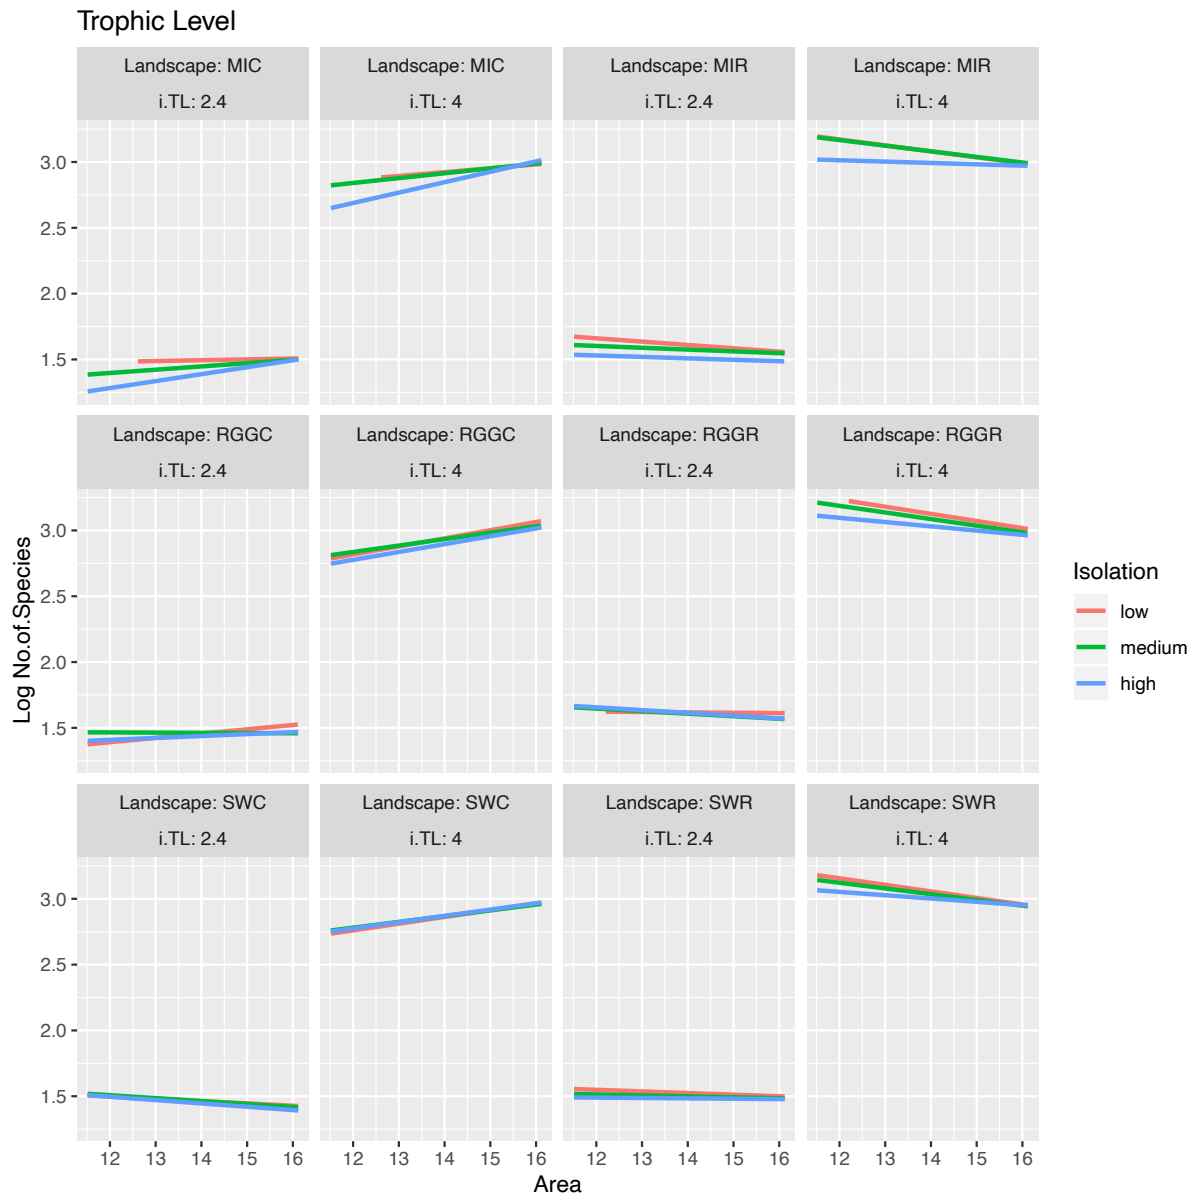 Trophic Level
Landscape: MIC
Landscape: MIC
Landscape: MIR
Landscape: MIR
i.TL: 2.4
i.TL: 4
i.TL: 2.4
i.TL: 4
3.0
2.5
2.0
1.5
Landscape: RGGC
Landscape: RGGC
Landscape: RGGR
Landscape: RGGR
i.TL: 2.4
i.TL: 4
i.TL: 2.4
i.TL: 4
3.0
2.5
2.0
1.5
Log No.of.Species
Landscape: SWC
Landscape: SWC
Landscape: SWR
Landscape: SWR
i.TL: 2.4
i.TL: 4
i.TL: 2.4
i.TL: 4
3.0
2.5
2.0
1.5
12 13 14 15 16
12 13 14 15 16
12 13 14 15 16
12 13 14 15 16
Area
Isolation
low
medium
high